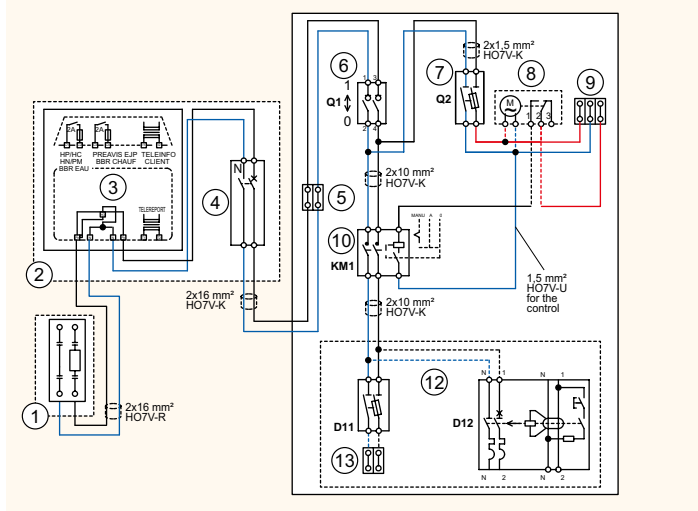 2x1,5 mm²
HO7V-K
6
7
8
9
1
3
1
Q1
0
2
4
Q2
M
1
2
3
2A
2A
HP/HC
HN/PM
BBR EAU
PREAVIS EJP
BBR CHAUF
TELEINFO
CLIENT
3
TELEREPORT
N
4
5
2x10 mm²
HO7V-K
MANU A 0
10
KM1
2
2x16 mm²
HO7V-K
2x10 mm²
HO7V-K
1,5 mm²
HO7V-U
for the
control
1
2x16 mm²
HO7V-R
12
N
1
N
1
D11
D12
13
N
2
N
2